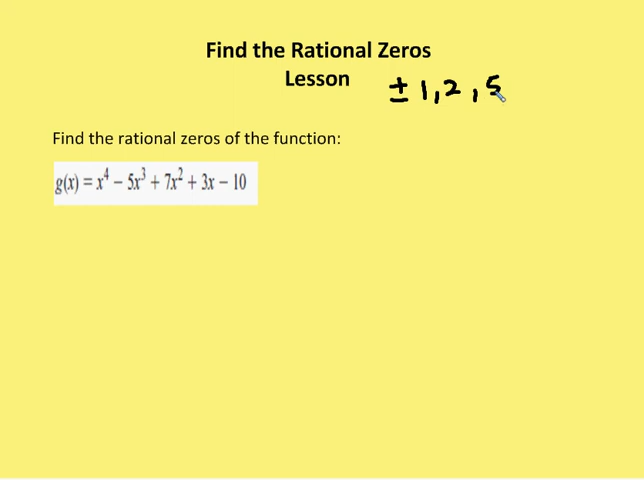 Find the Rational Zeros
Lesson
± 1, 2, 5
Find the rational zeros of the function:
g(x) = x⁴ − 5x³ + 7x² + 3x − 10